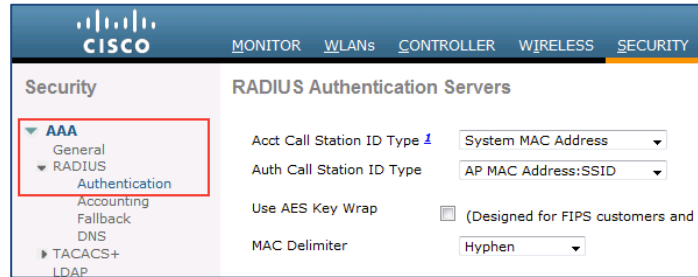 CISCO
MONITOR WLANs CONTROLLER WIRELESS SECURITY
Security
AAA
General
RADIUS
Authentication
Accounting
Fallback
DNS
TACACS+
LDAP
RADIUS Authentication Servers
Acct Call Station ID Type 1 System MAC Address
Auth Call Station ID Type AP MAC Address:SSID
Use AES Key Wrap (Designed for FIPS customers and
MAC Delimiter Hyphen